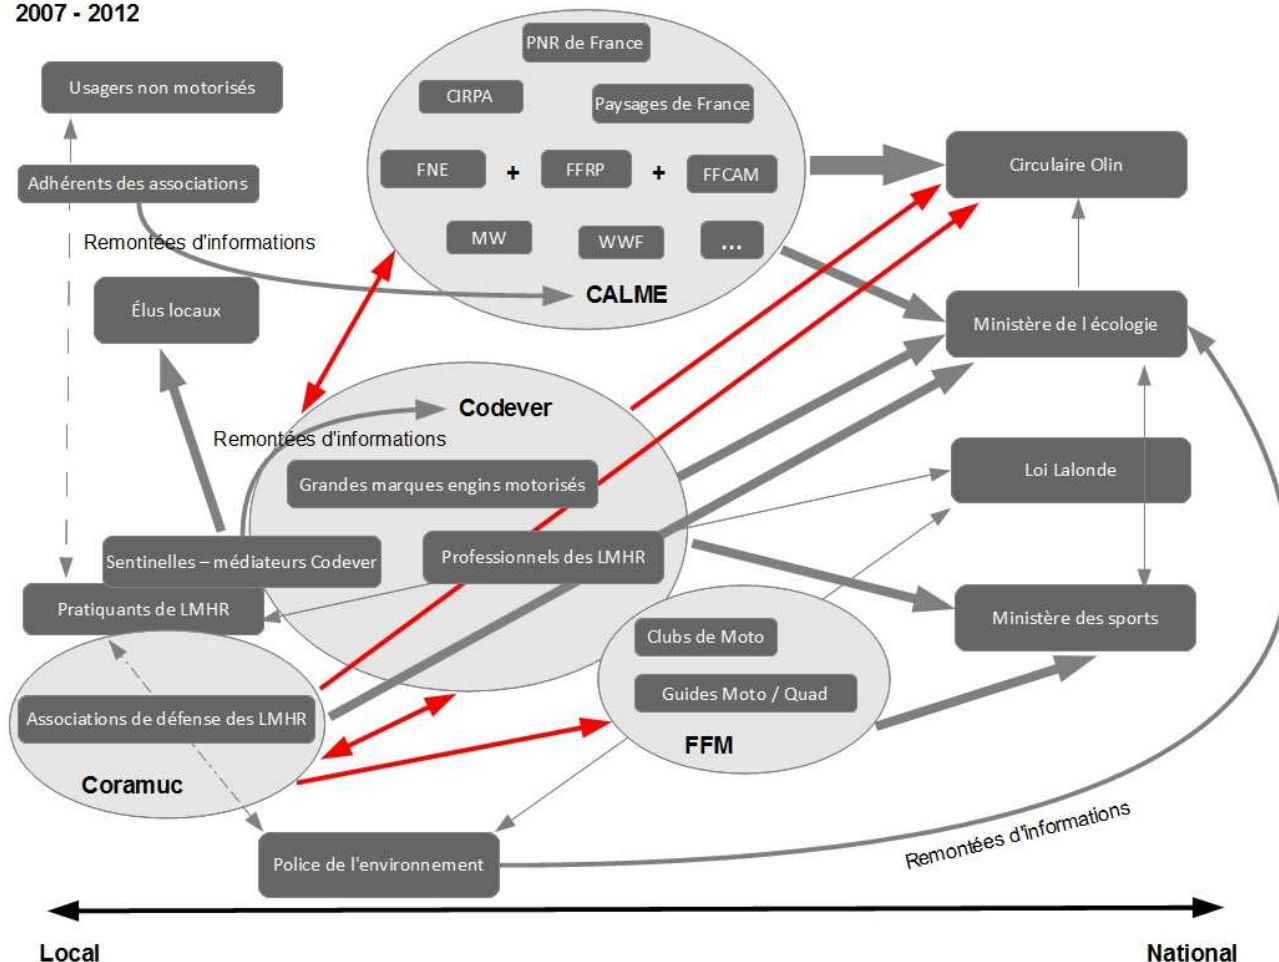 2007 - 2012
PNR de France
Usagers non motorisés
CIRPA
Paysages de France
Circulaire Olin
FNE
+
FFRP
+
FFCAM
Adhérents des associations
Remontées d'informations
MW
WWF
...
CALME
Élus locaux
Ministère de l écologie
Codever
Remontées d'informations
Grandes marques engins motorisés
Loi Lalonde
Sentinelles – médiateurs Codever
Professionnels des LMHR
Pratiquants de LMHR
Ministère des sports
Clubs de Moto
Guides Moto / Quad
Associations de défense des LMHR
FFM
Coramuc
Police de l'environnement
Remontées d'informations
Local
National